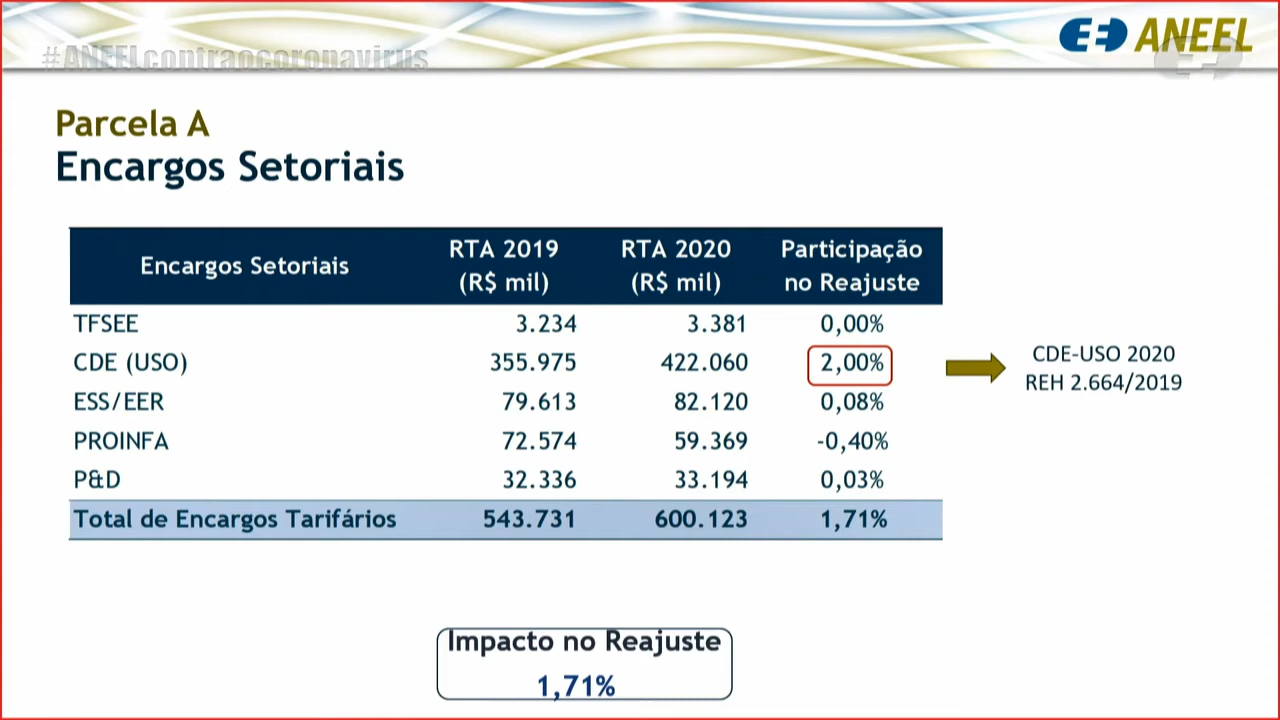 #ANEELcontraocoronavirus
ANEEL
Parcela A
Encargos Setoriais
Encargos Setoriais RTA 2019 (R$ mil) RTA 2020 (R$ mil) Participação no Reajuste
TFSEE 3.234 3.381 0,00%
CDE (USO) 355.975 422.060 2,00%
CDE-USO 2020
REH 2.664/2019
ESS/EER 79.613 82.120 0,08%
PROINFA 72.574 59.369 -0,40%
P&D 32.336 33.194 0,03%
Total de Encargos Tarifários 543.731 600.123 1,71%
Impacto no Reajuste
1,71%